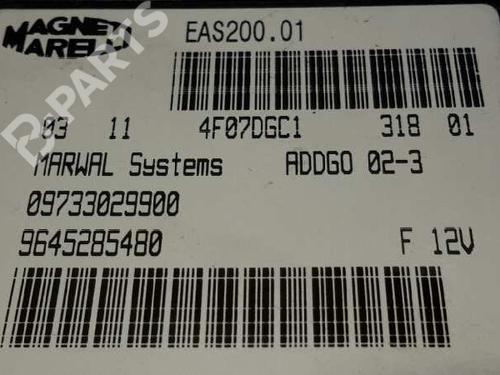 MAGNETI EAS200.01
MARELLI
03 11 4F07DGC1 318 01
MARWAL Systems ADDGO 02-3
09733029900
9645285480 F 12V
B-PARTS